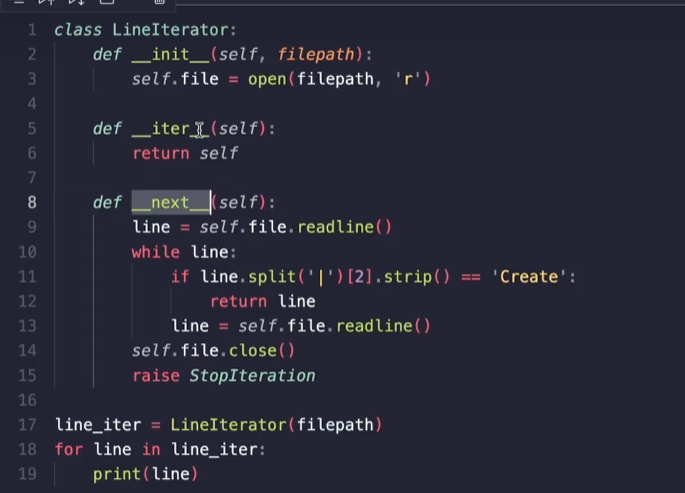 1 class LineIterator:
2     def __init__(self, filepath):
3         self.file = open(filepath, 'r')
4
5     def __iter__(self):
6         return self
7
8     def __next__(self):
9         line = self.file.readline()
10         while line:
11             if line.split('|')[2].strip() == 'Create':
12                 return line
13             line = self.file.readline()
14         self.file.close()
15         raise StopIteration
16
17 line_iter = LineIterator(filepath)
18 for line in line_iter:
19     print(line)